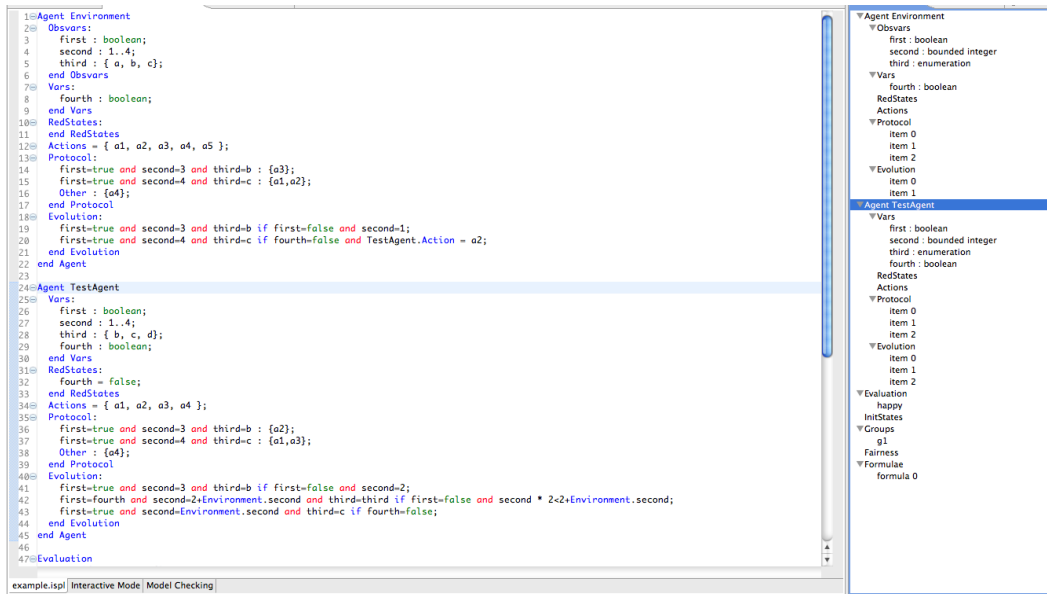 1 Agent Environment
2 Obsvars:
3 first : boolean;
4 second : 1..4;
5 third : { a, b, c};
6 end Obsvars
7 Vars:
8 fourth : boolean;
9 end Vars
10 RedStates:
11 end RedStates
12 Actions = { a1, a2, a3, a4, a5 };
13 Protocol:
14 first=true and second=3 and third=b : {a3};
15 first=true and second=4 and third=c : {a1,a2};
16 Other : {a4};
17 end Protocol
18 Evolution:
19 first=true and second=3 and third=b if first=false and second=1;
20 first=true and second=4 and third=c if fourth=false and TestAgent.Action = a2;
21 end Evolution
22 end Agent
23
24 Agent TestAgent
25 Vars:
26 first : boolean;
27 second : 1..4;
28 third : { b, c, d};
29 fourth : boolean;
30 end Vars
31 RedStates:
32 fourth = false;
33 end RedStates
34 Actions = { a1, a2, a3, a4 };
35 Protocol:
36 first=true and second=3 and third=b : {a2};
37 first=true and second=4 and third=c : {a1,a3};
38 Other : {a4};
39 end Protocol
40 Evolution:
41 first=true and second=3 and third=b if first=false and second=2;
42 first=fourth and second=2+Environment.second and third=third if first=false and second * 2<2+Environment.second;
43 first=true and second=Environment.second and third=c if fourth=false;
44 end Evolution
45 end Agent
46
47 Evaluation
example.ispl Interactive Mode Model Checking
Agent Environment
Obsvars
first : boolean
second : bounded integer
third : enumeration
Vars
fourth : boolean
RedStates
Actions
Protocol
item 0
item 1
item 2
Evolution
item 0
item 1
Agent TestAgent
Vars
first : boolean
second : bounded integer
third : enumeration
fourth : boolean
RedStates
Actions
Protocol
item 0
item 1
item 2
Evolution
item 0
item 1
item 2
Evaluation
happy
InitStates
Groups
g1
Fairness
Formulae
formula 0